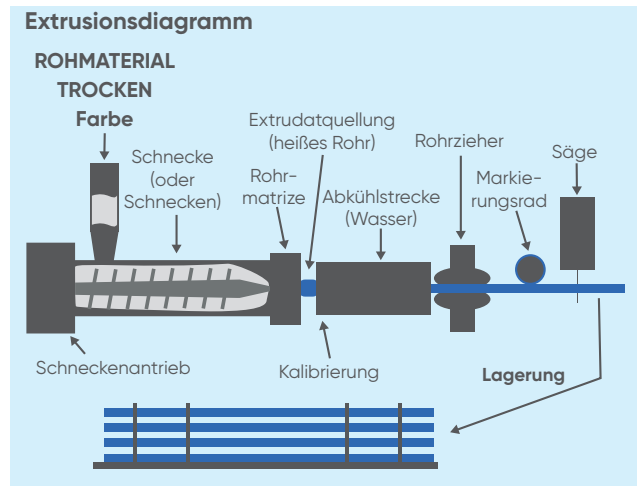 Extrusionsdiagramm
ROHMATERIAL
TROCKEN
Farbe
Schnecke
(oder
Schnecken)
Rohr-
matrize
Extrudatquellung
(heißes Rohr)
Abkühlstrecke
(Wasser)
Rohrzieher
Markie-
rungsrad
Säge
Schneckenantrieb
Kalibrierung
Lagerung